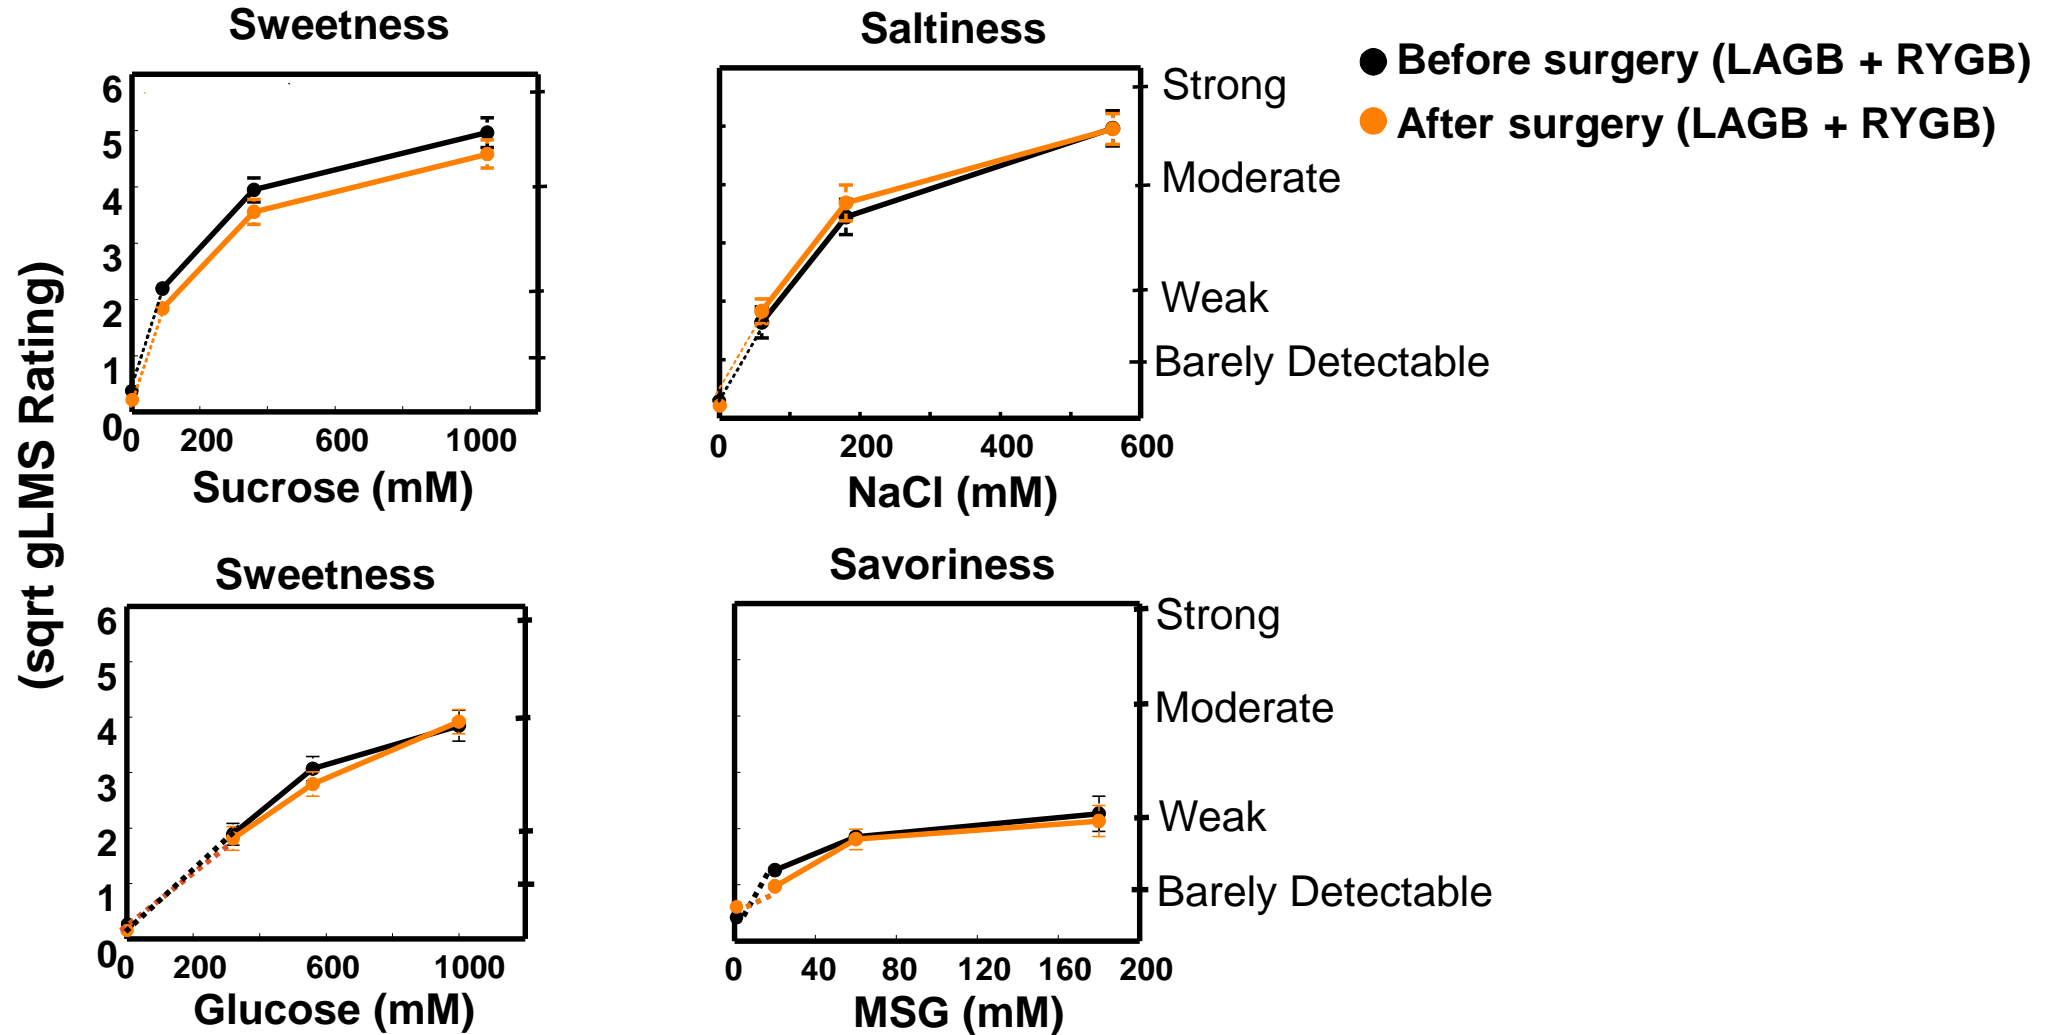 Sweetness
Saltiness
Before surgery (LAGB + RYGB)
After surgery (LAGB + RYGB)
6
5
4
3
2
1
0
0 200 600 1000
Sucrose (mM)
Strong
Moderate
Weak
Barely Detectable
0 200 400 600
NaCl (mM)
(sqrt gLMS Rating)
Sweetness
Savoriness
6
5
4
3
2
1
0
0 200 600 1000
Glucose (mM)
Strong
Moderate
Weak
Barely Detectable
0 40 80 120 160 200
MSG (mM)